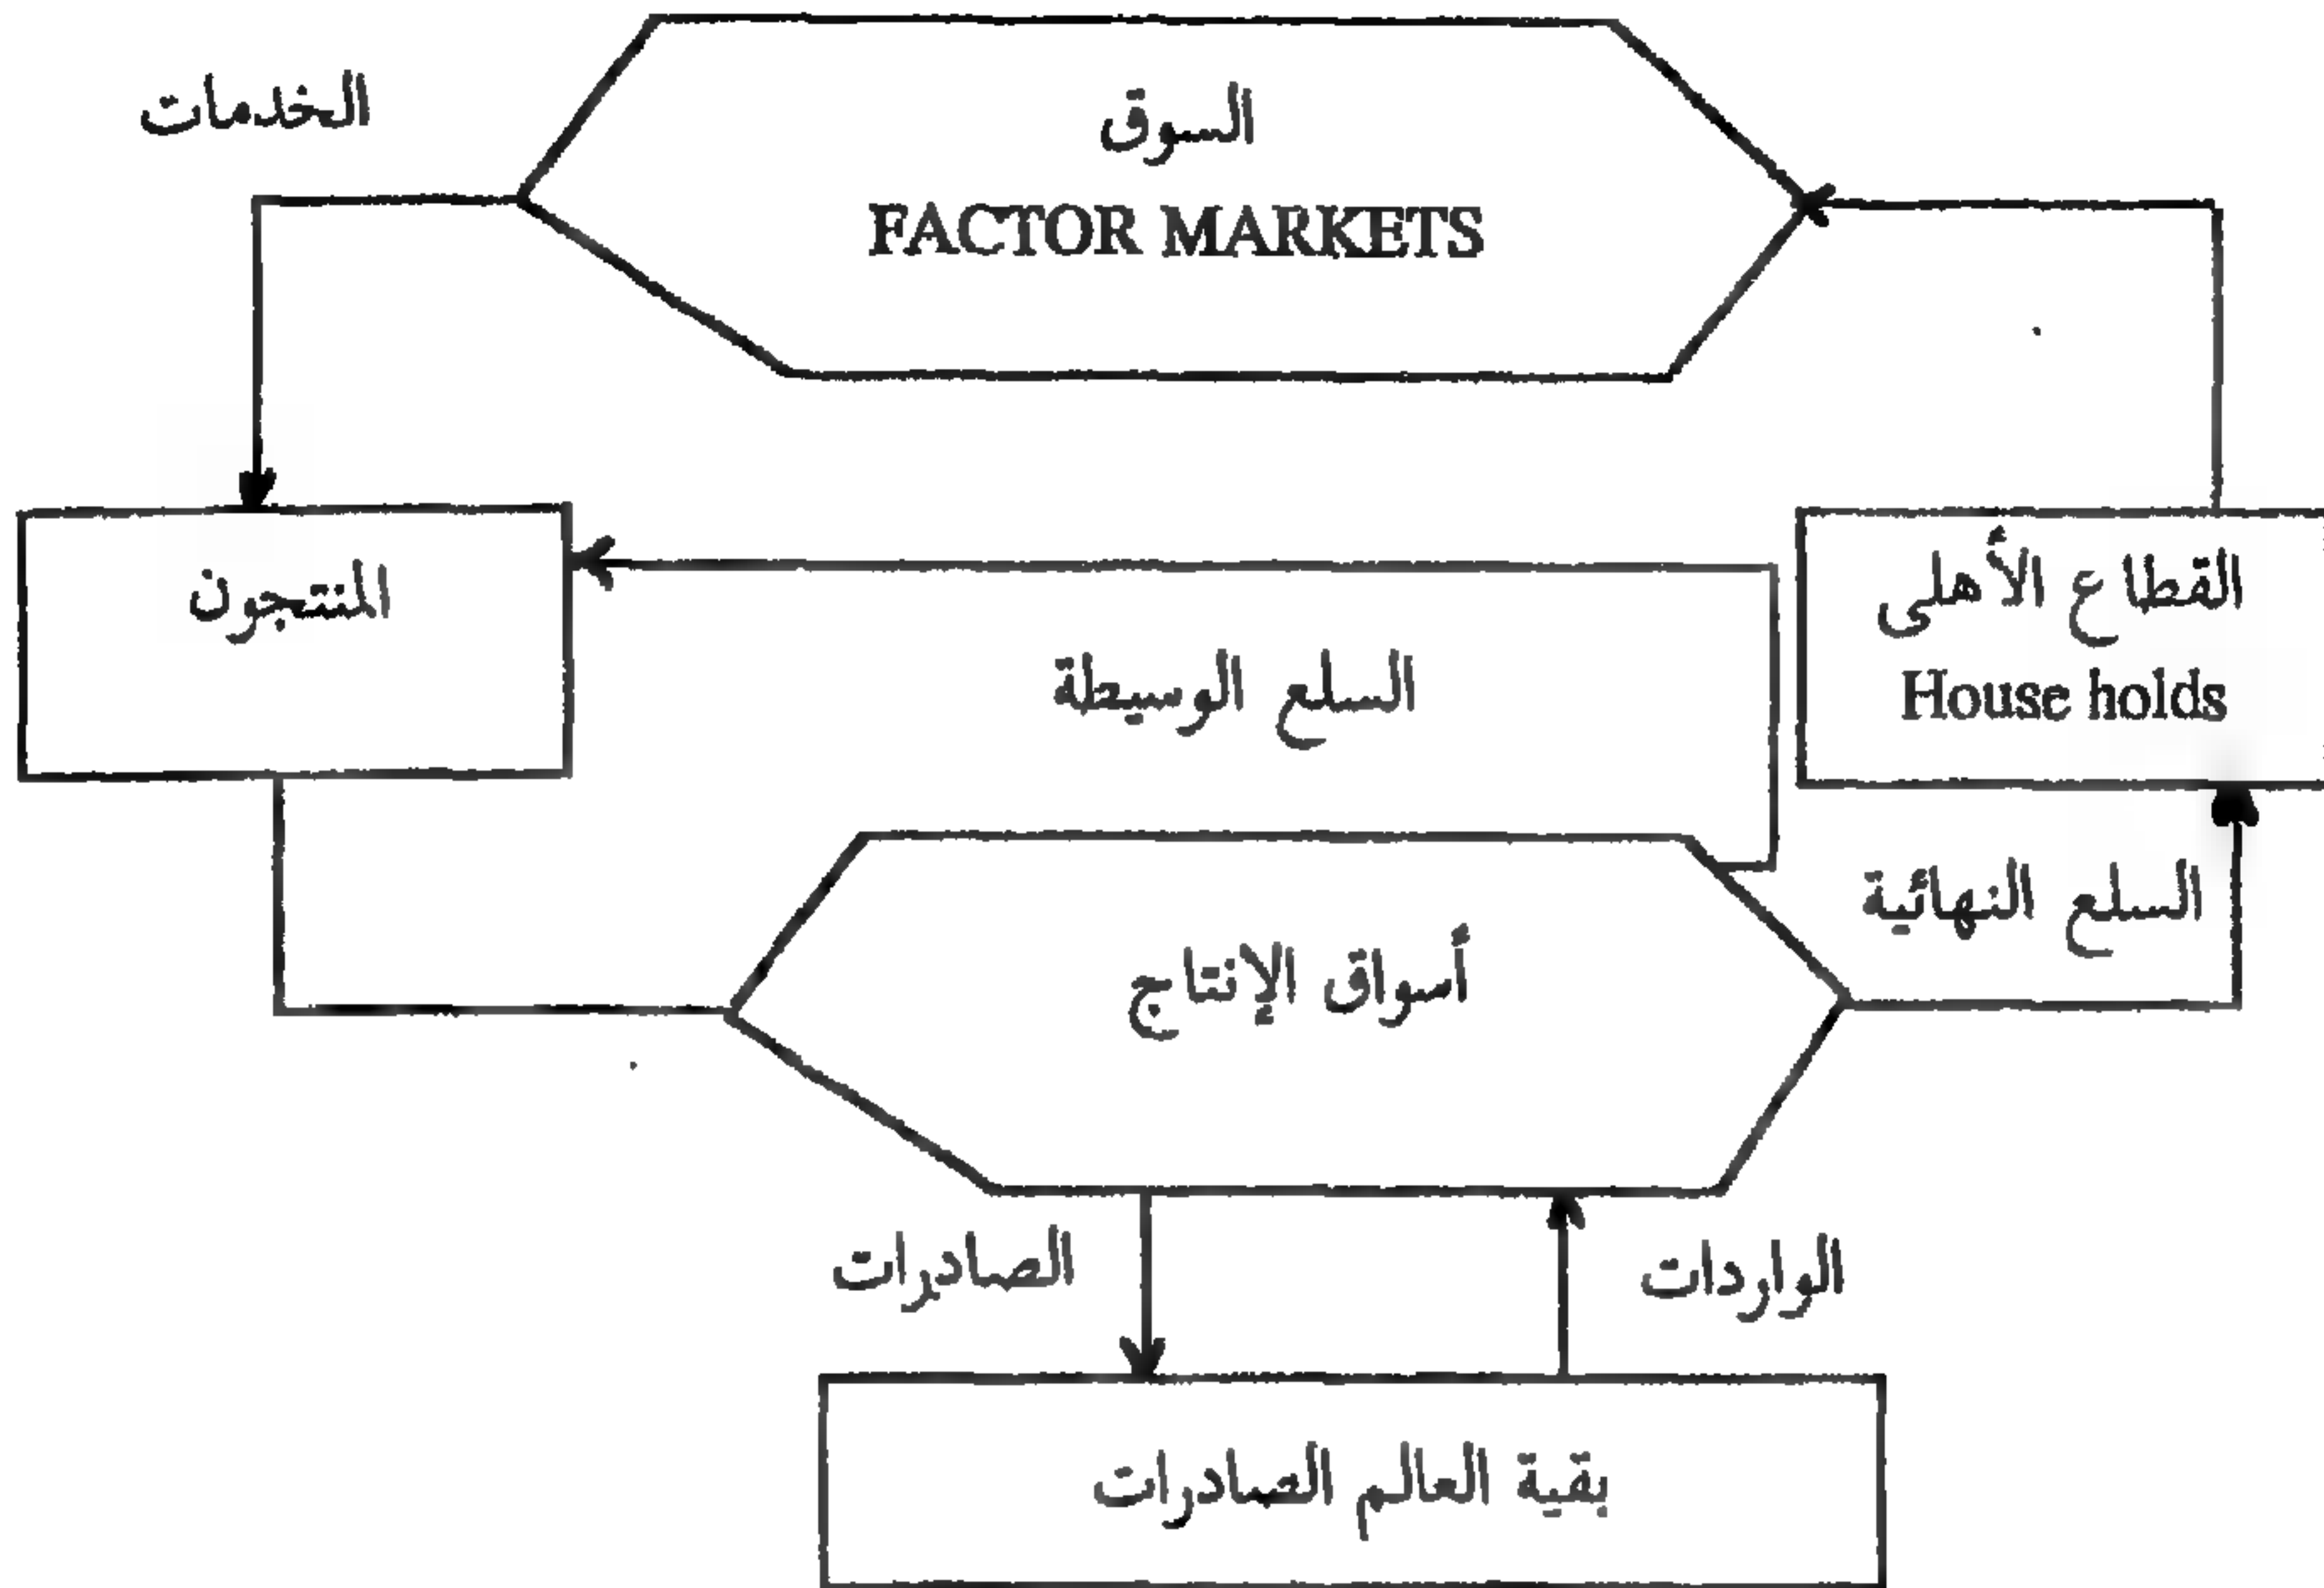 الخدمات
السوق
FACTOR MARKETS
المنتجون
القطاع الأهلى
House holds
السلع الوسيطة
السلع النهائية
أسواق الإنتاج
الصادرات
الواردات
بقية العالم الصادرات